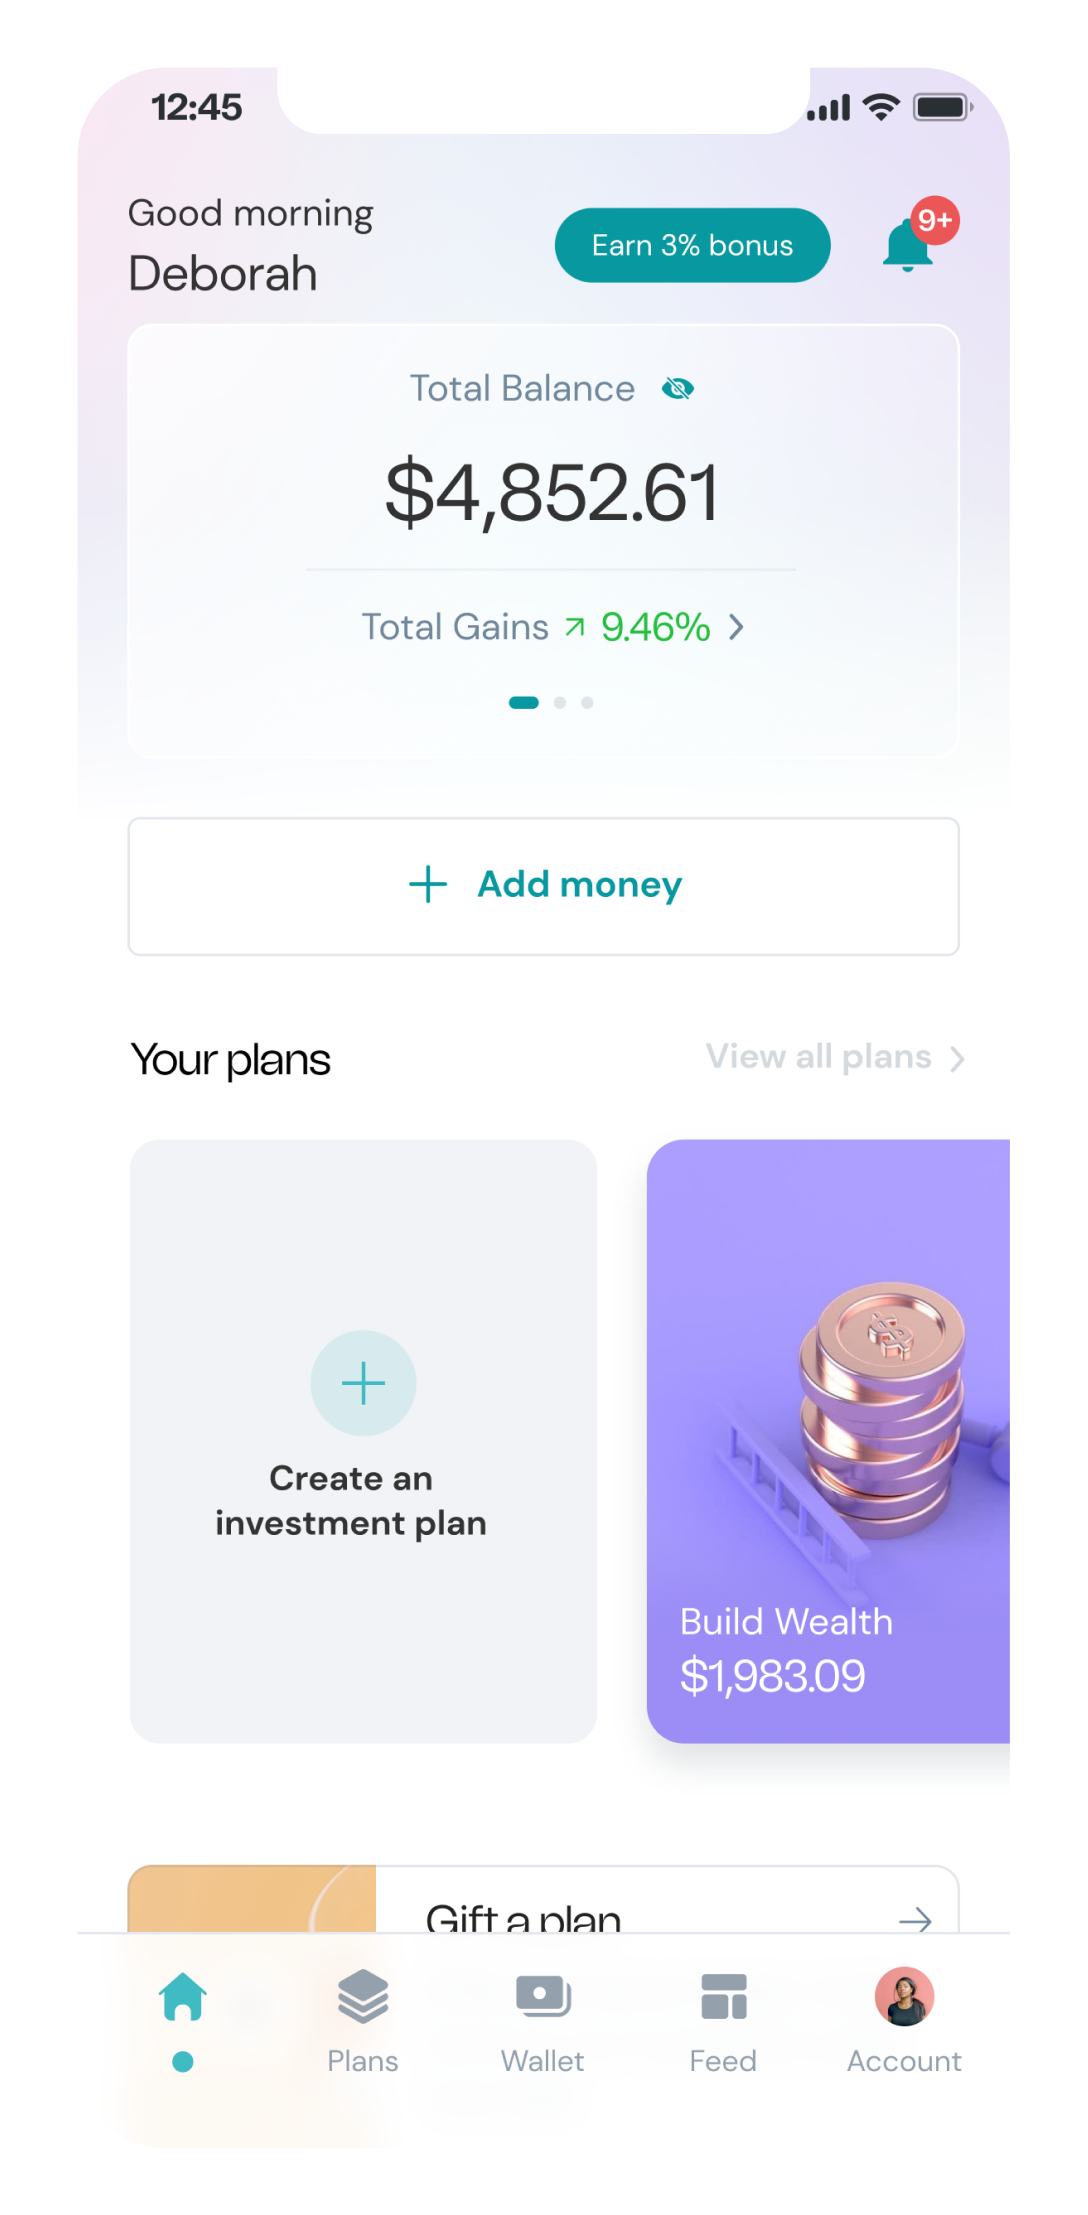 12:45
Good morning
Deborah
Earn 3% bonus
9+
Total Balance
$4,852.61
Total Gains 9.46%
Add money
Your plans
View all plans
Create an
investment plan
Build Wealth
$1,983.09
Gift a plan
Plans
Wallet
Feed
Account